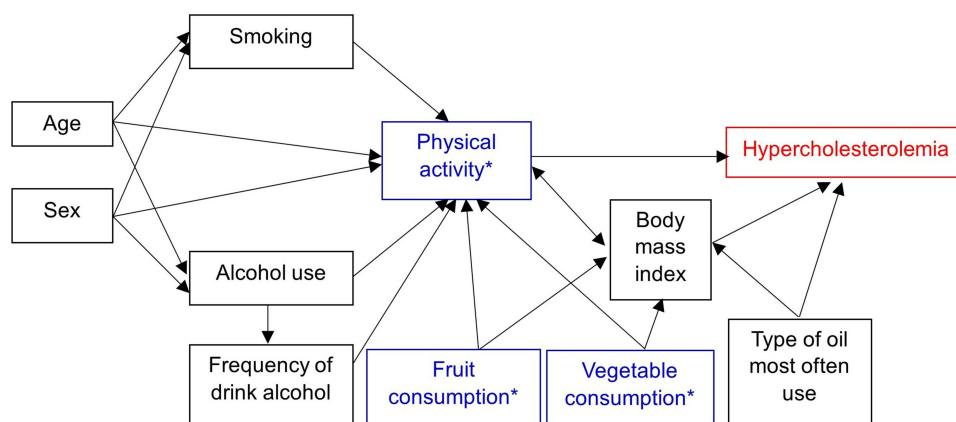 Smoking
Age
Physical
activity*
Hypercholesterolemia
Sex
Body
mass
index
Alcohol use
Frequency of
drink alcohol
Fruit
consumption*
Vegetable
consumption*
Type of oil
most often
use